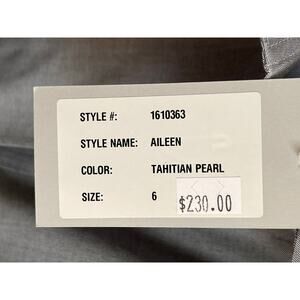 STYLE #: 1610363
STYLE NAME: AILEEN
COLOR: TAHITIAN PEARL
SIZE: 6
$230.00